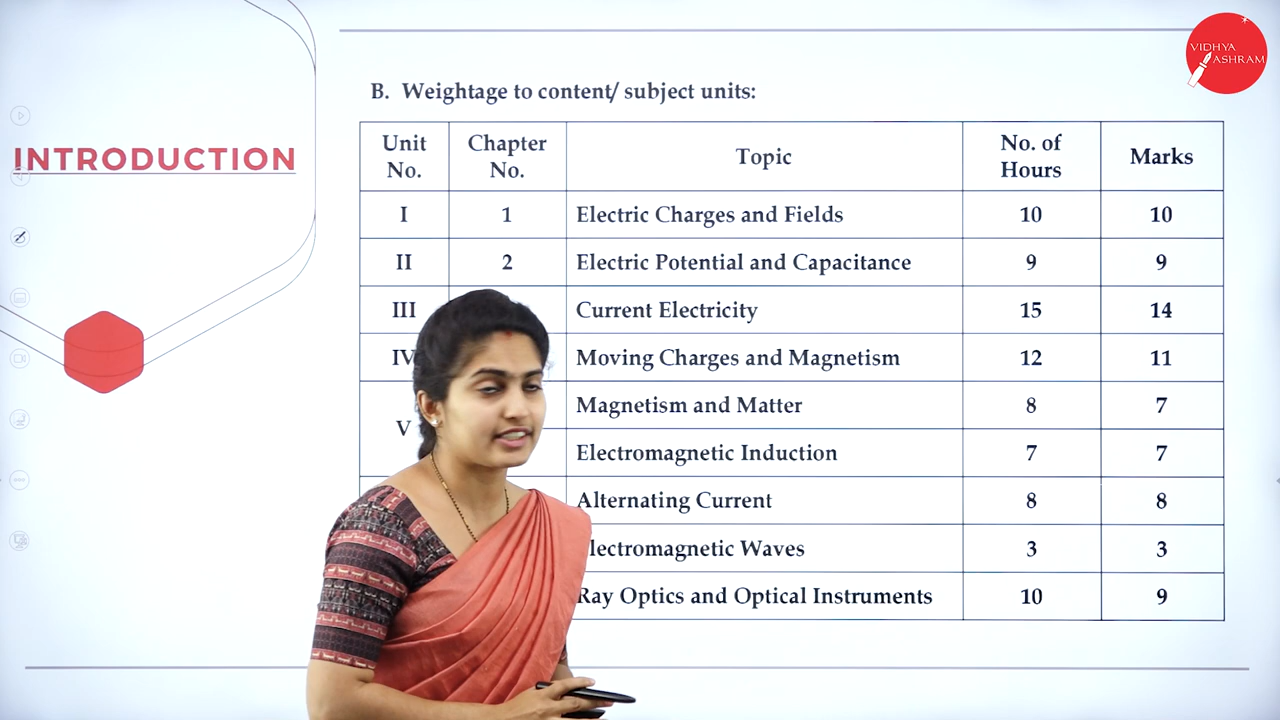 VIDHYA
ASHRAM
B. Weightage to content/ subject units:
INTRODUCTION
Unit No. Chapter No. Topic No. of Hours Marks
I 1 Electric Charges and Fields 10 10
II 2 Electric Potential and Capacitance 9 9
III Current Electricity 15 14
IV Moving Charges and Magnetism 12 11
V Magnetism and Matter 8 7
Electromagnetic Induction 7 7
Alternating Current 8 8
lectromagnetic Waves 3 3
Ray Optics and Optical Instruments 10 9